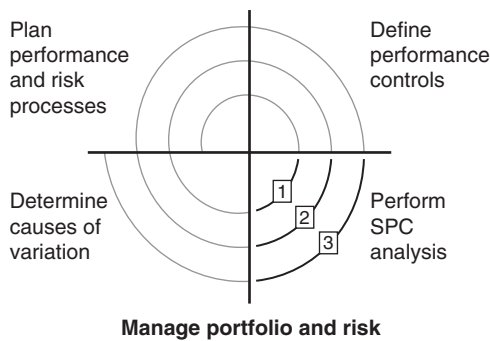 Plan
performance
and risk
processes
Define
performance
controls
Determine
causes of
variation
1
2
3
Perform
SPC
analysis
Manage portfolio and risk